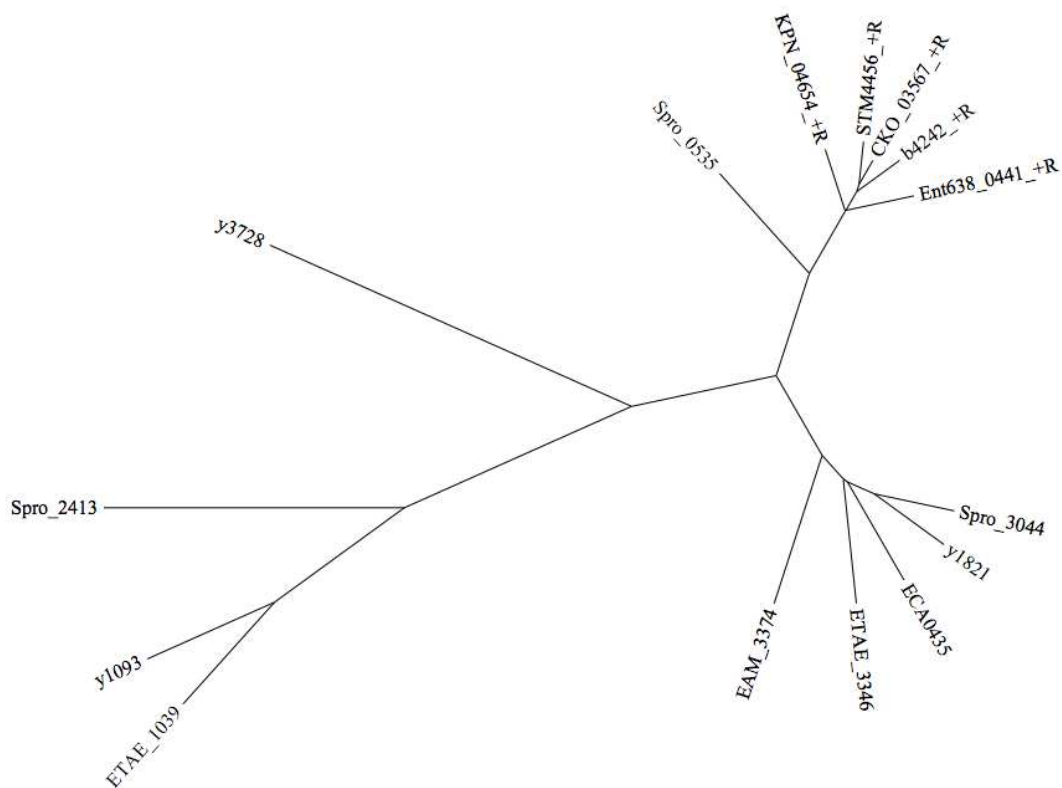 KPN_04654_+R
STM4456_+R
CKO_03567_+R
b4242_+R
Ent638_0441_+R
Spro_0535
y3728
Spro_2413
Spro_3044
y1821
ECA0435
ETAE_3346
EAM_3374
y1093
ETAE_1039